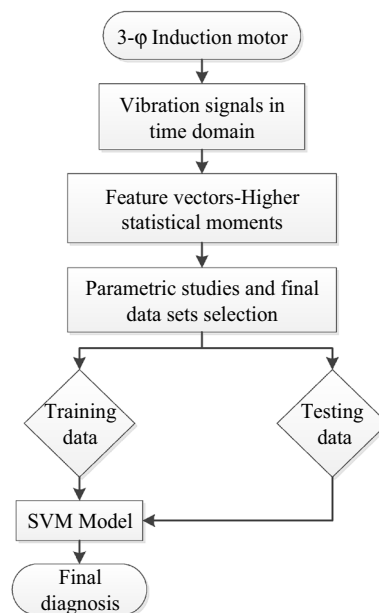 3-φ Induction motor
Vibration signals in
time domain
Feature vectors-Higher
statistical moments
Parametric studies and final
data sets selection
Training
data
Testing
data
SVM Model
Final
diagnosis